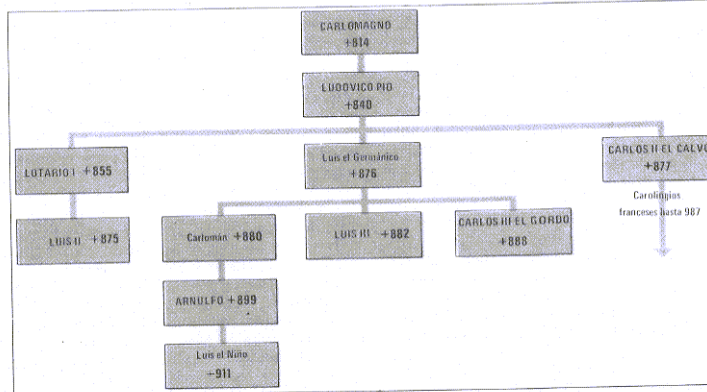 CARLOMAGNO
+814
LUDOVICO PIO
+840
LOTARIO I +855
Luis el Germánico
+876
CARLOS II EL CALVO
+877
Carolingios
franceses hasta 987
LUIS II +875
Carlomán +880
LUIS III +882
CARLOS III EL GORDO
+888
ARNULFO +899
Luis el Niño
+911